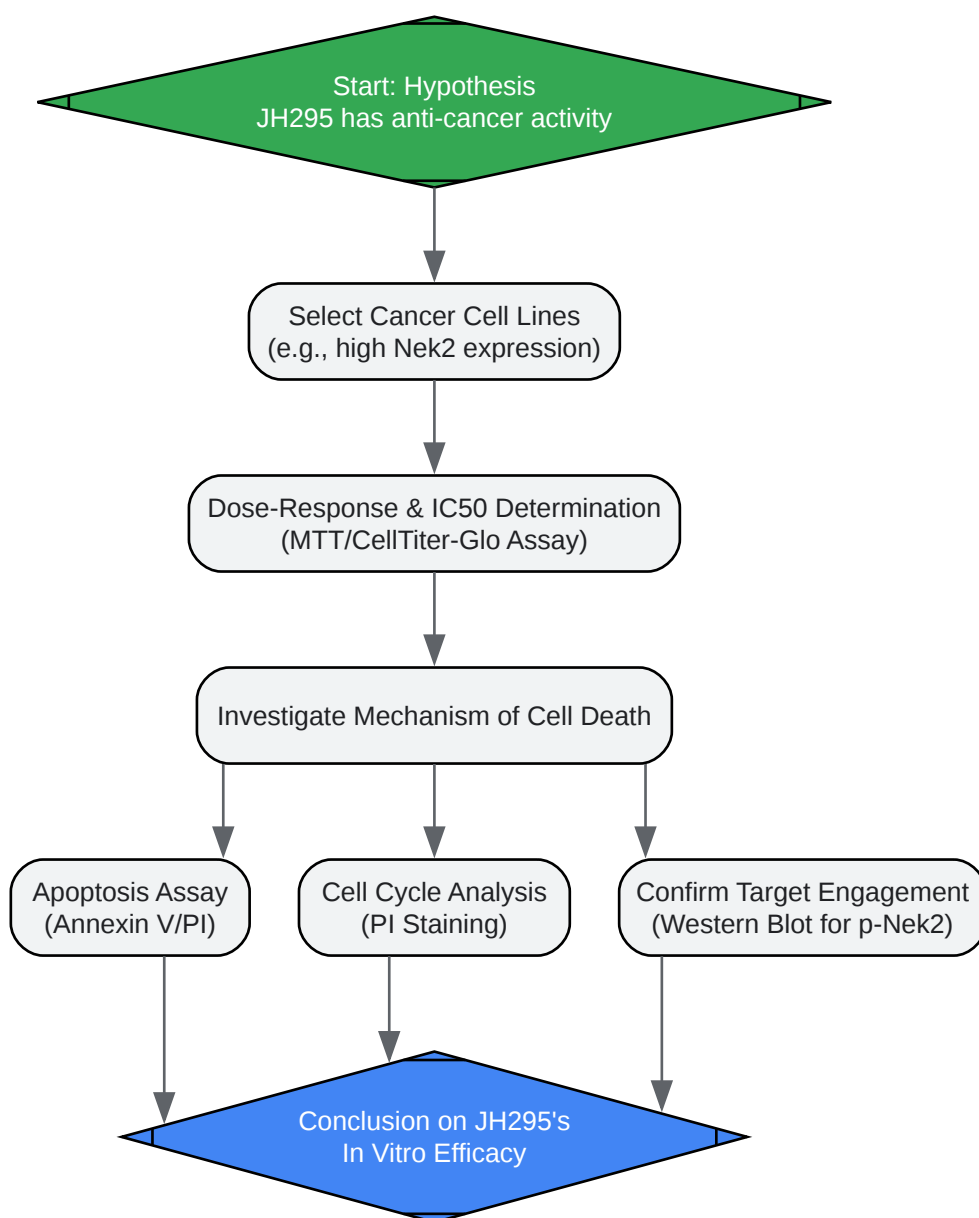 Start: Hypothesis
JH295 has anti-cancer activity
Select Cancer Cell Lines
(e.g., high Nek2 expression)
Dose-Response & IC50 Determination
(MTT/CellTiter-Glo Assay)
Investigate Mechanism of Cell Death
Apoptosis Assay
(Annexin V/PI)
Cell Cycle Analysis
(PI Staining)
Confirm Target Engagement
(Western Blot for p-Nek2)
Conclusion on JH295's
In Vitro Efficacy